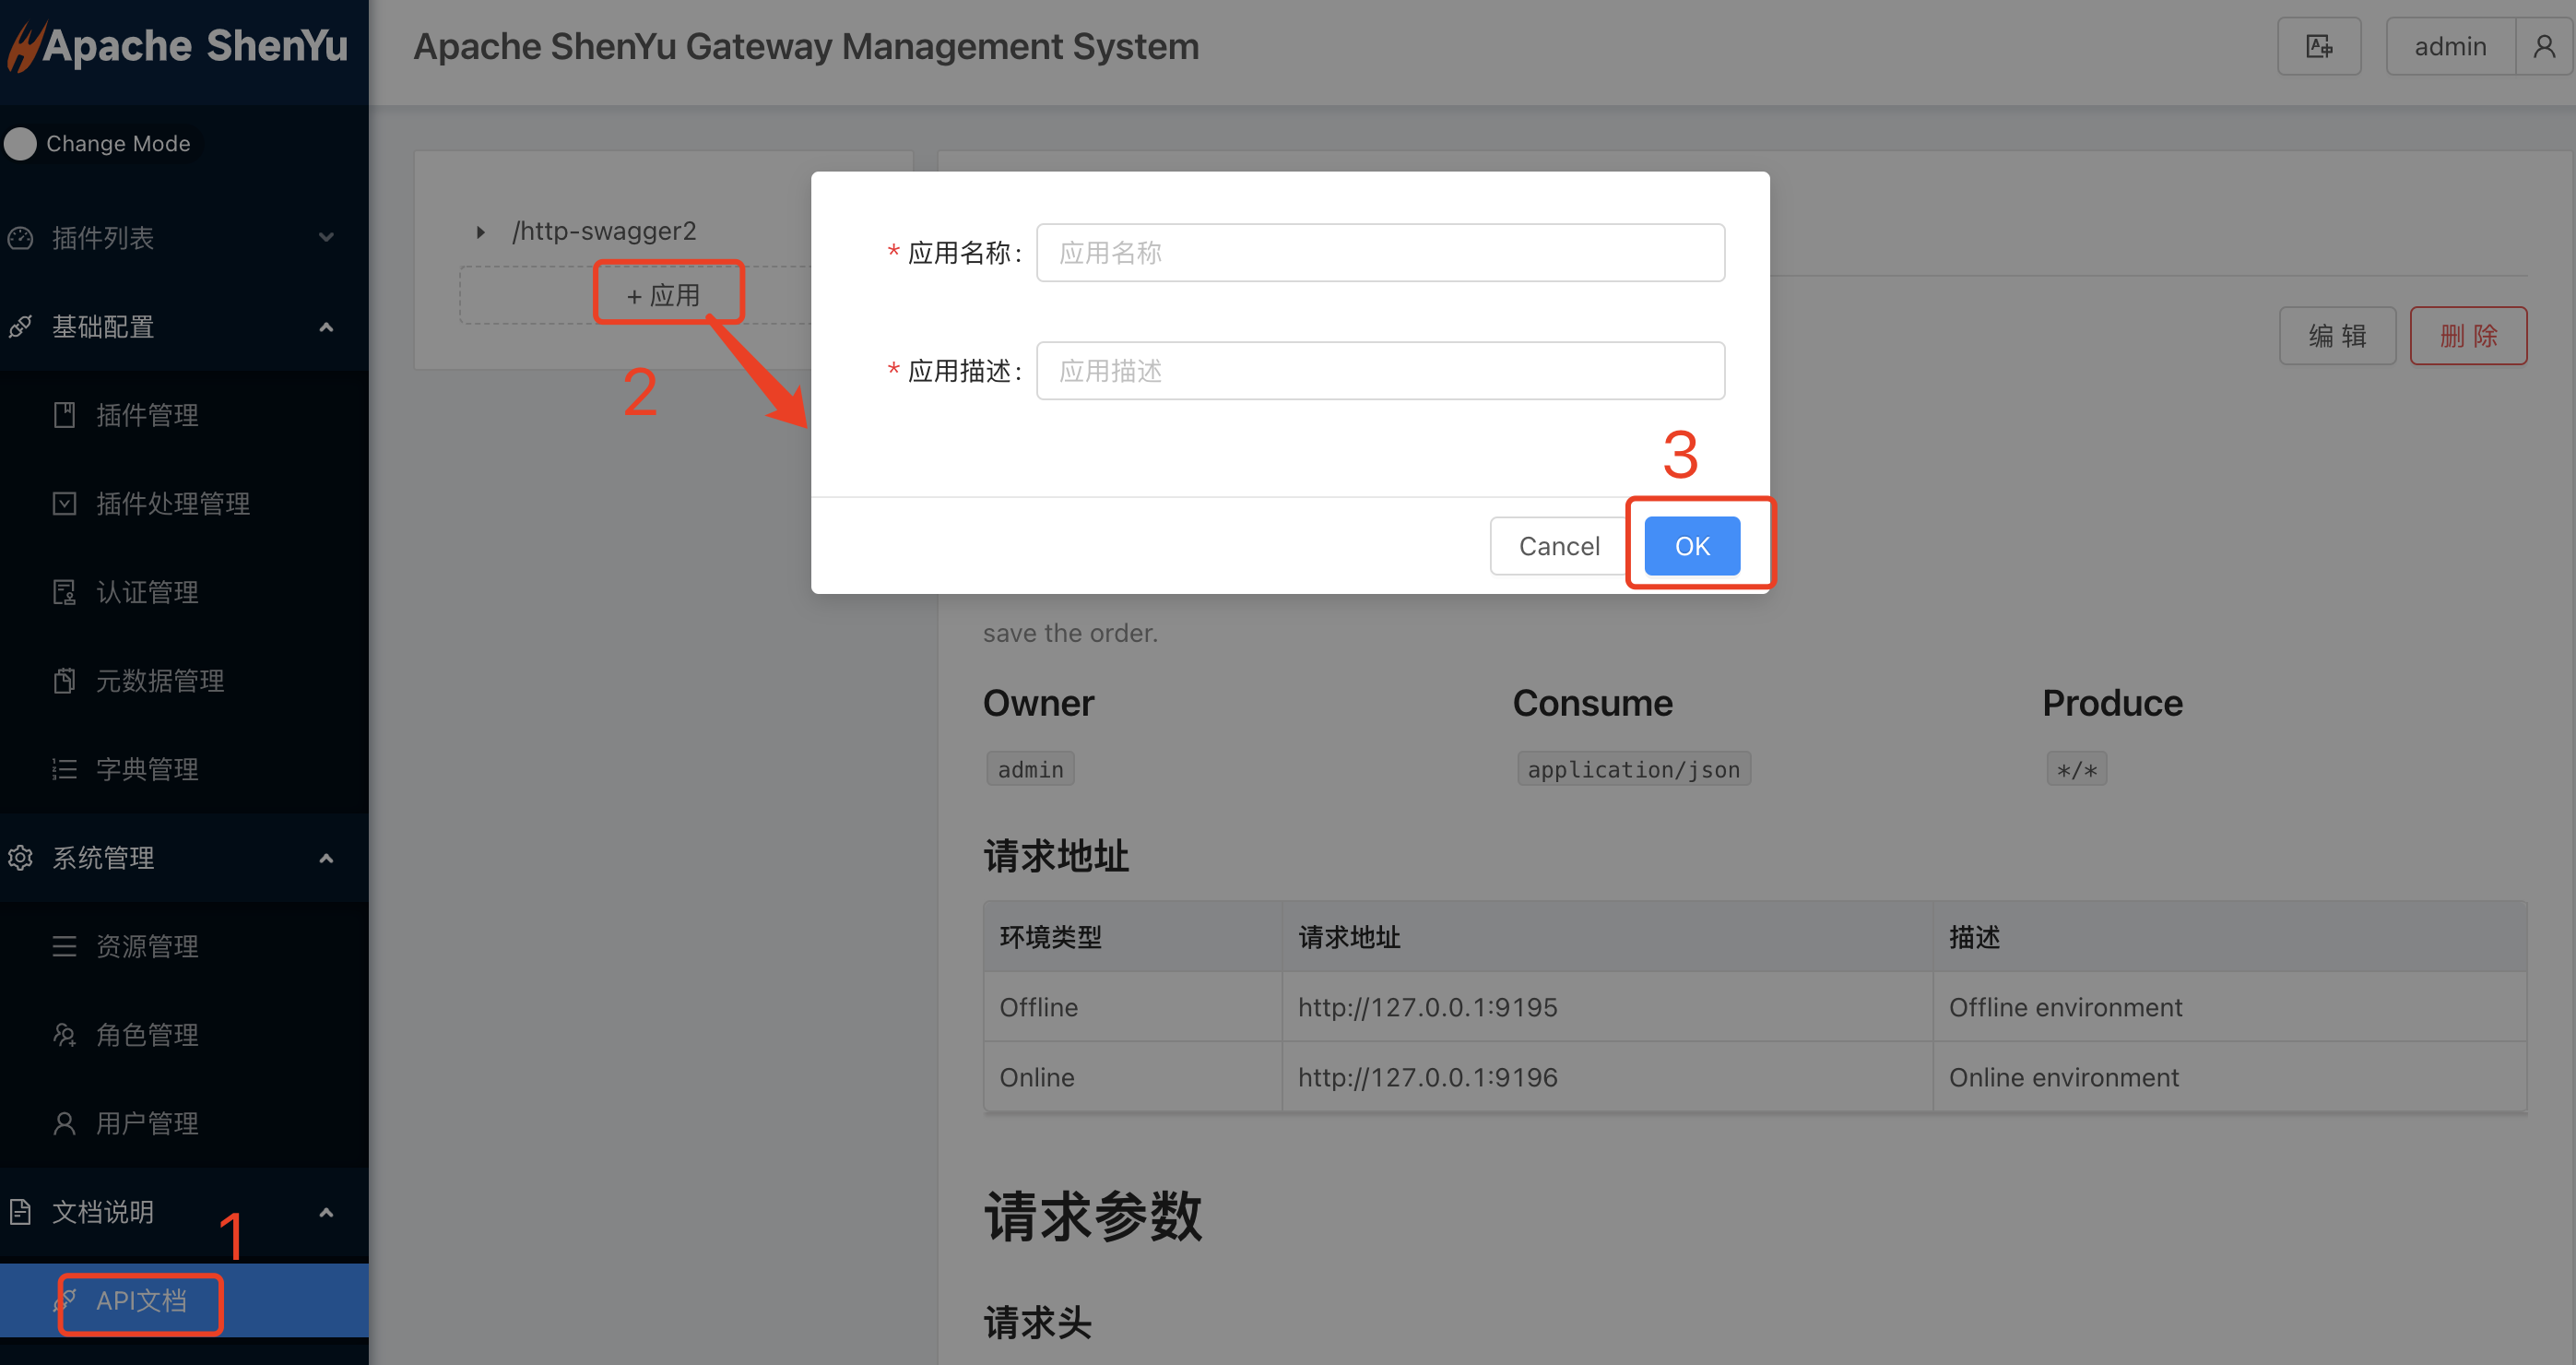 Apache ShenYu
Apache ShenYu Gateway Management System
admin
Change Mode
插件列表
基础配置
插件管理
插件处理管理
认证管理
元数据管理
字典管理
系统管理
资源管理
角色管理
用户管理
文档说明
1
API文档
/http-swagger2
+ 应用
2
* 应用名称:
应用名称
* 应用描述:
应用描述
3
Cancel
OK
编 辑
删 除
save the order.
Owner
Consume
Produce
admin
application/json
*/*
请求地址
环境类型
请求地址
描述
Offline
http://127.0.0.1:9195
Offline environment
Online
http://127.0.0.1:9196
Online environment
请求参数
请求头